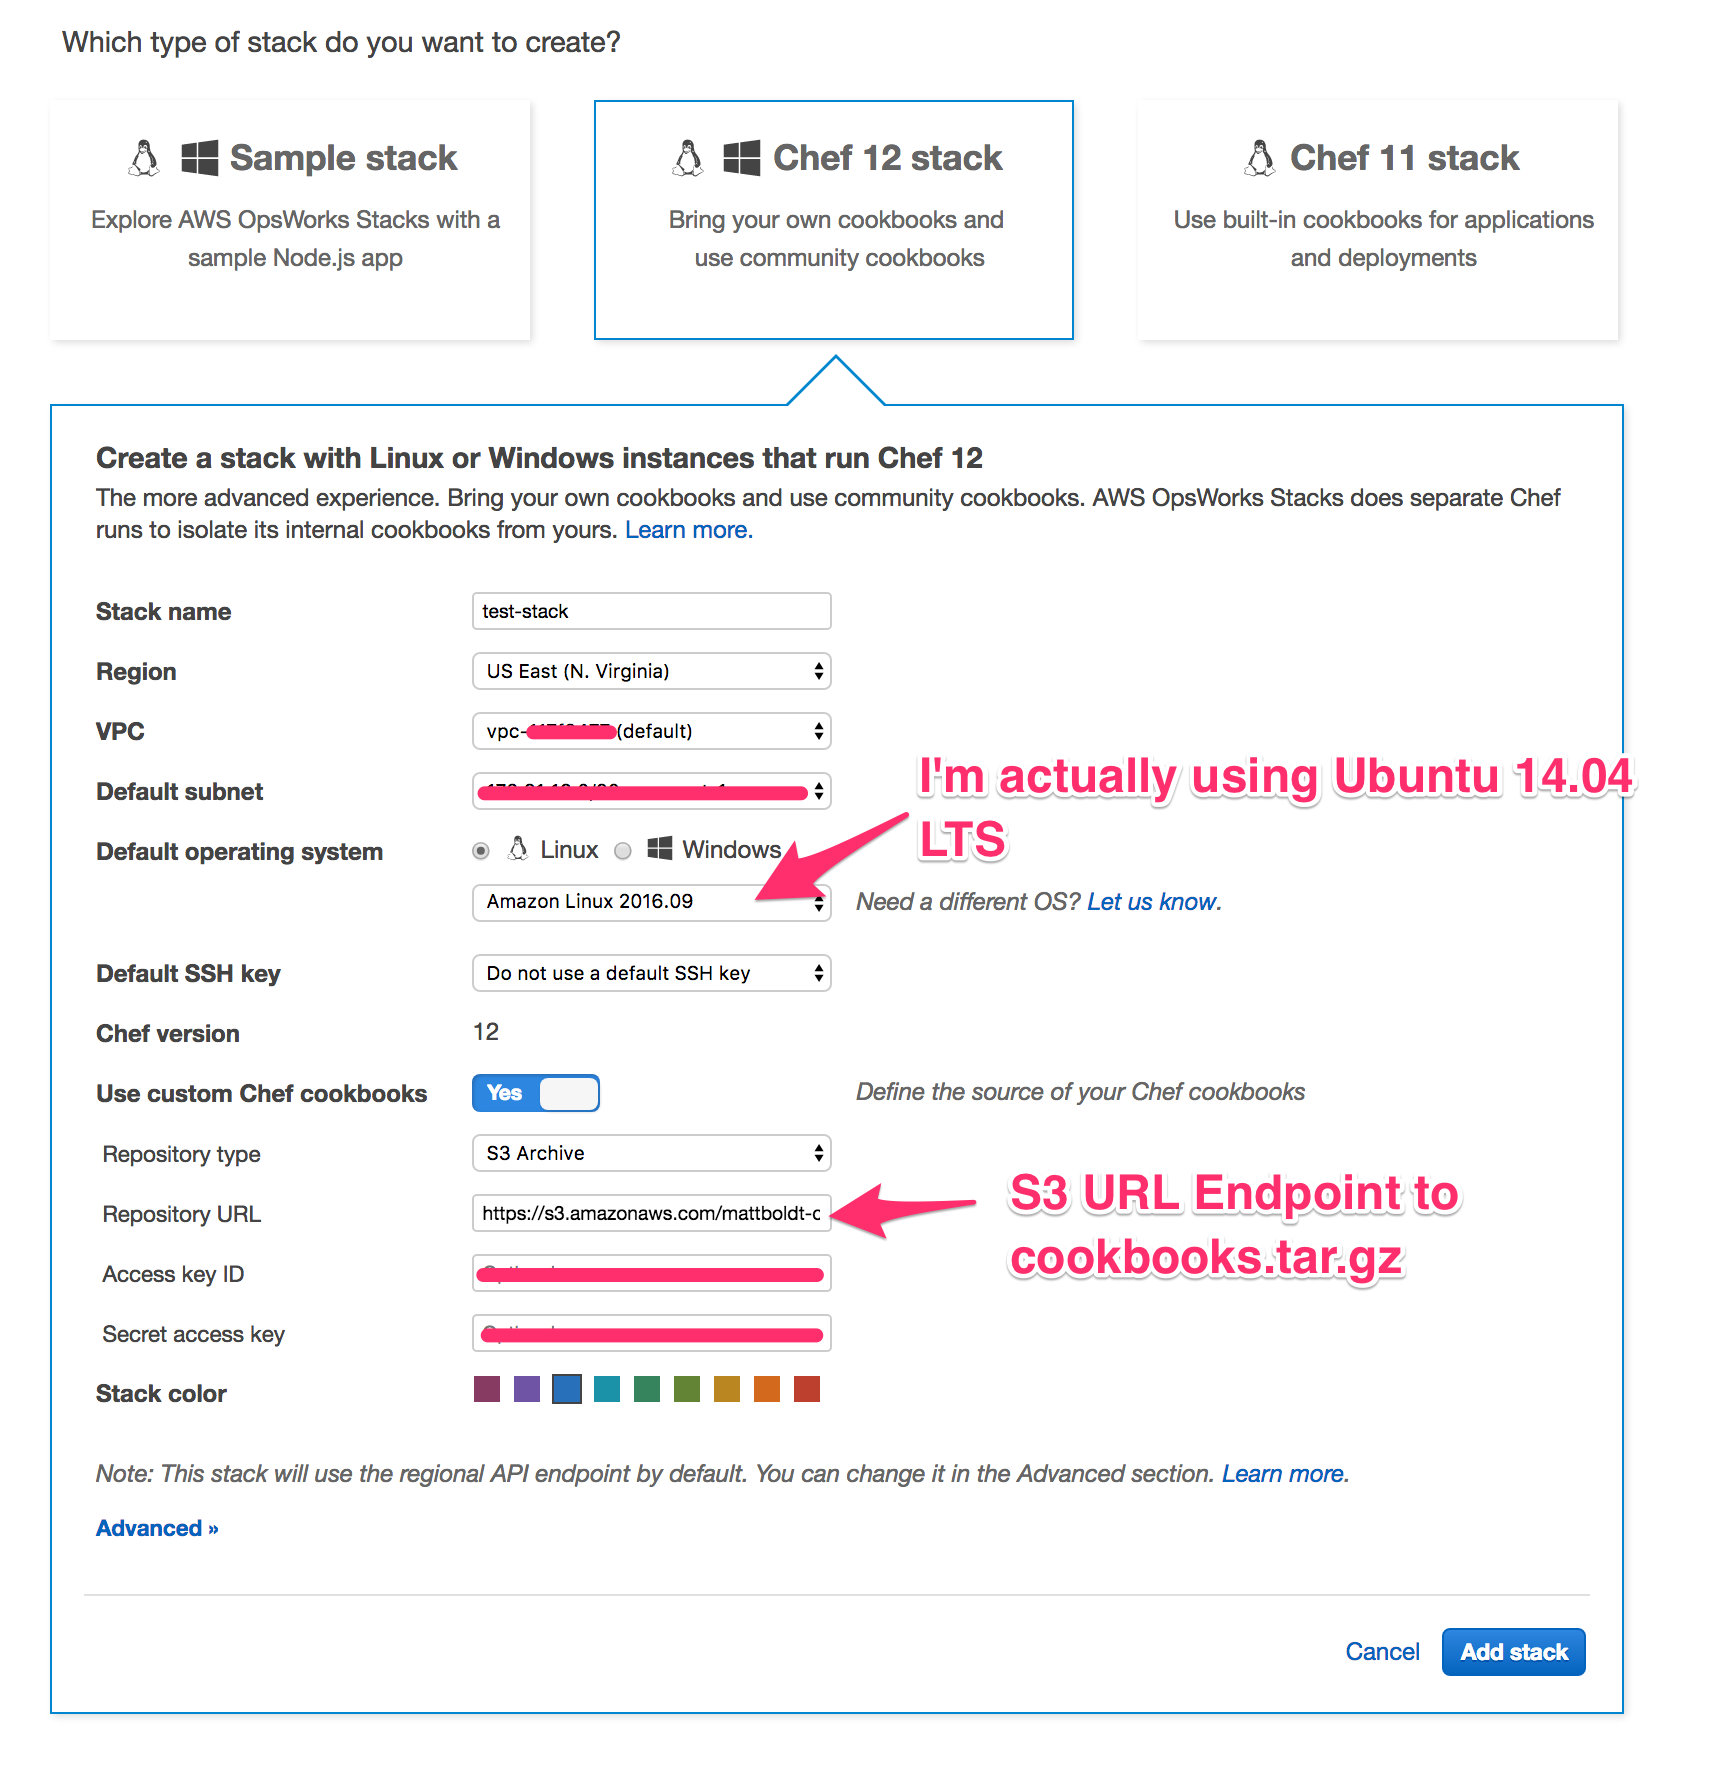 Which type of stack do you want to create?
Sample stack
Explore AWS OpsWorks Stacks with a
sample Node.js app
Chef 12 stack
Bring your own cookbooks and
use community cookbooks
Chef 11 stack
Use built-in cookbooks for applications
and deployments
Create a stack with Linux or Windows instances that run Chef 12
The more advanced experience. Bring your own cookbooks and use community cookbooks. AWS OpsWorks Stacks does separate Chef
runs to isolate its internal cookbooks from yours. Learn more.
Stack name test-stack
Region US East (N. Virginia)
VPC vpc- (default)
Default subnet
I'm actually using Ubuntu 14.04
LTS
Default operating system Linux Windows
Amazon Linux 2016.09 Need a different OS? Let us know.
Default SSH key Do not use a default SSH key
Chef version 12
Use custom Chef cookbooks Yes Define the source of your Chef cookbooks
Repository type S3 Archive
Repository URL https://s3.amazonaws.com/mattboldt-c
S3 URL Endpoint to
cookbooks.tar.gz
Access key ID
Secret access key
Stack color
Note: This stack will use the regional API endpoint by default. You can change it in the Advanced section. Learn more.
Advanced »
Cancel Add stack